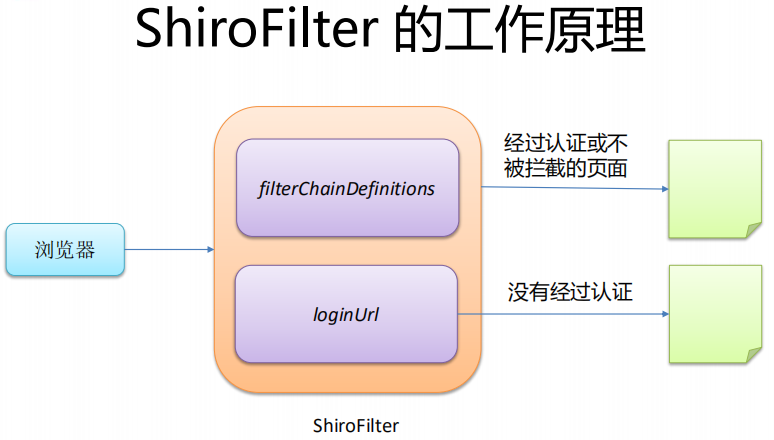 ShiroFilter 的工作原理
浏览器
filterChainDefinitions
loginUrl
经过认证或不
被拦截的页面
没有经过认证
ShiroFilter